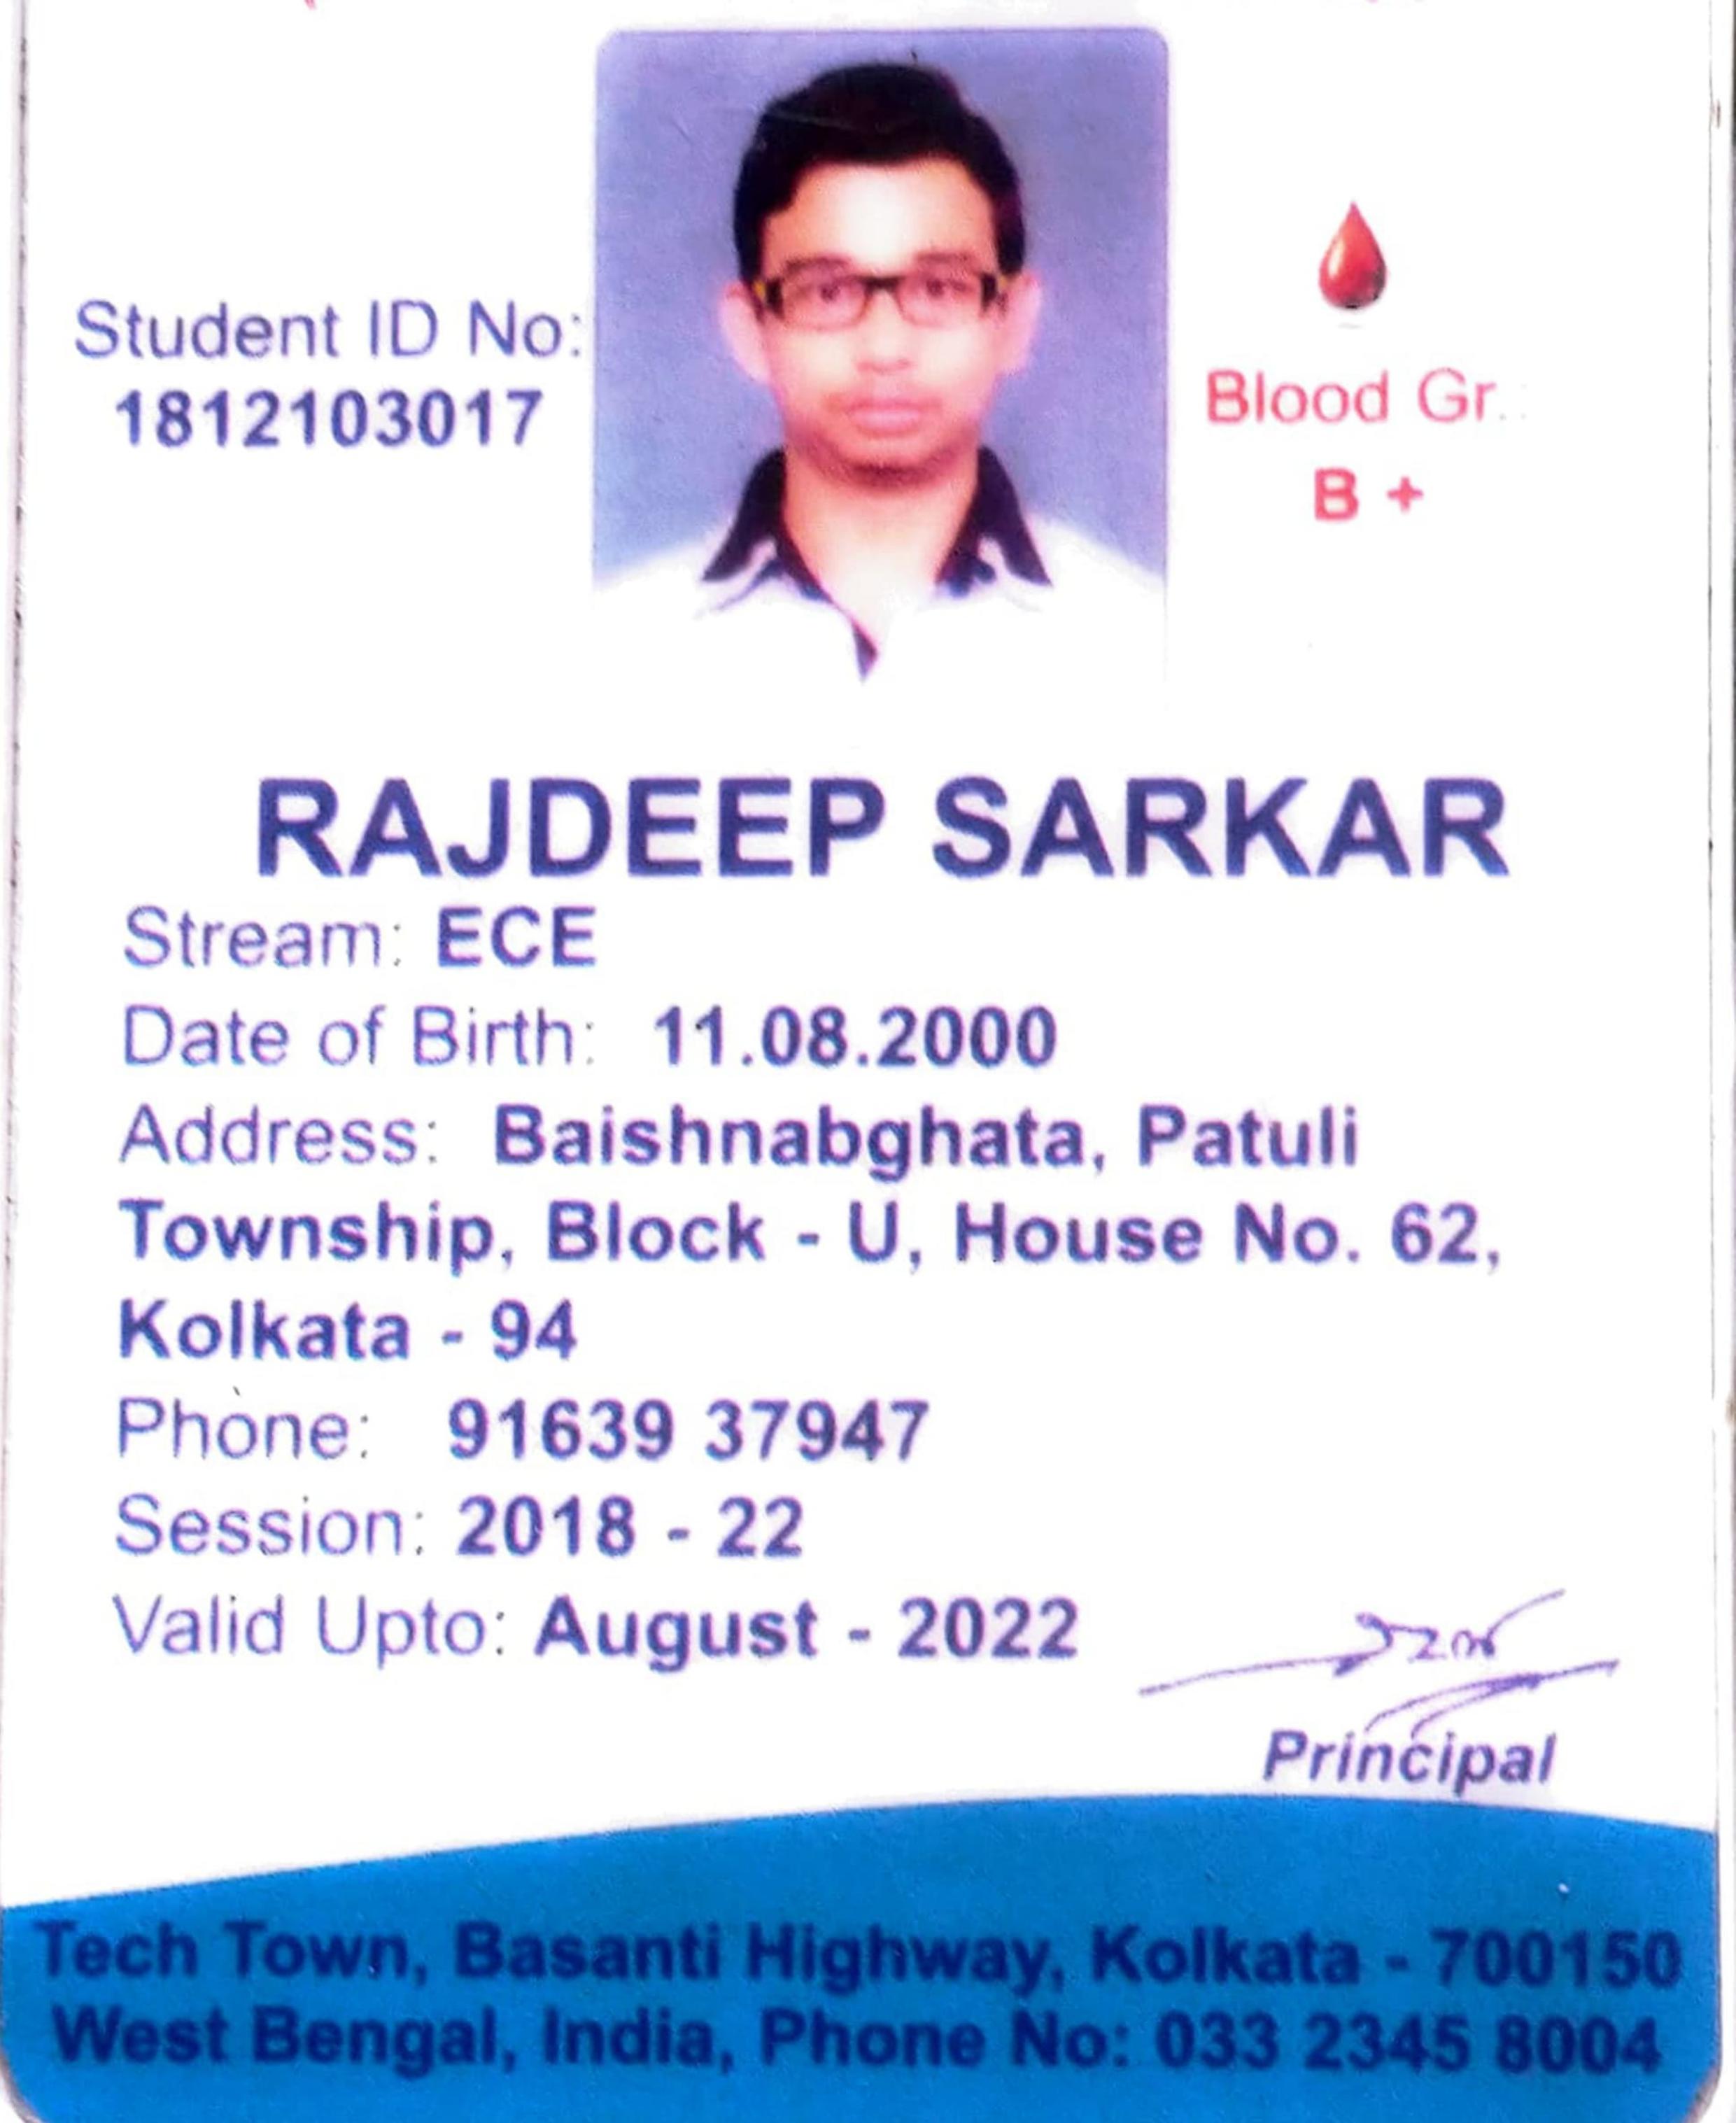 Student ID No:
1812103017
Blood Gr.:
B +
RAJDEEP SARKAR
Stream: ECE
Date of Birth: 11.08.2000
Address: Baishnabghata, Patuli
Township, Block - U, House No. 62,
Kolkata - 94
Phone: 91639 37947
Session: 2018 - 22
Valid Upto: August - 2022
Principal
Tech Town, Basanti Highway, Kolkata - 700150
West Bengal, India, Phone No: 033 2345 8004